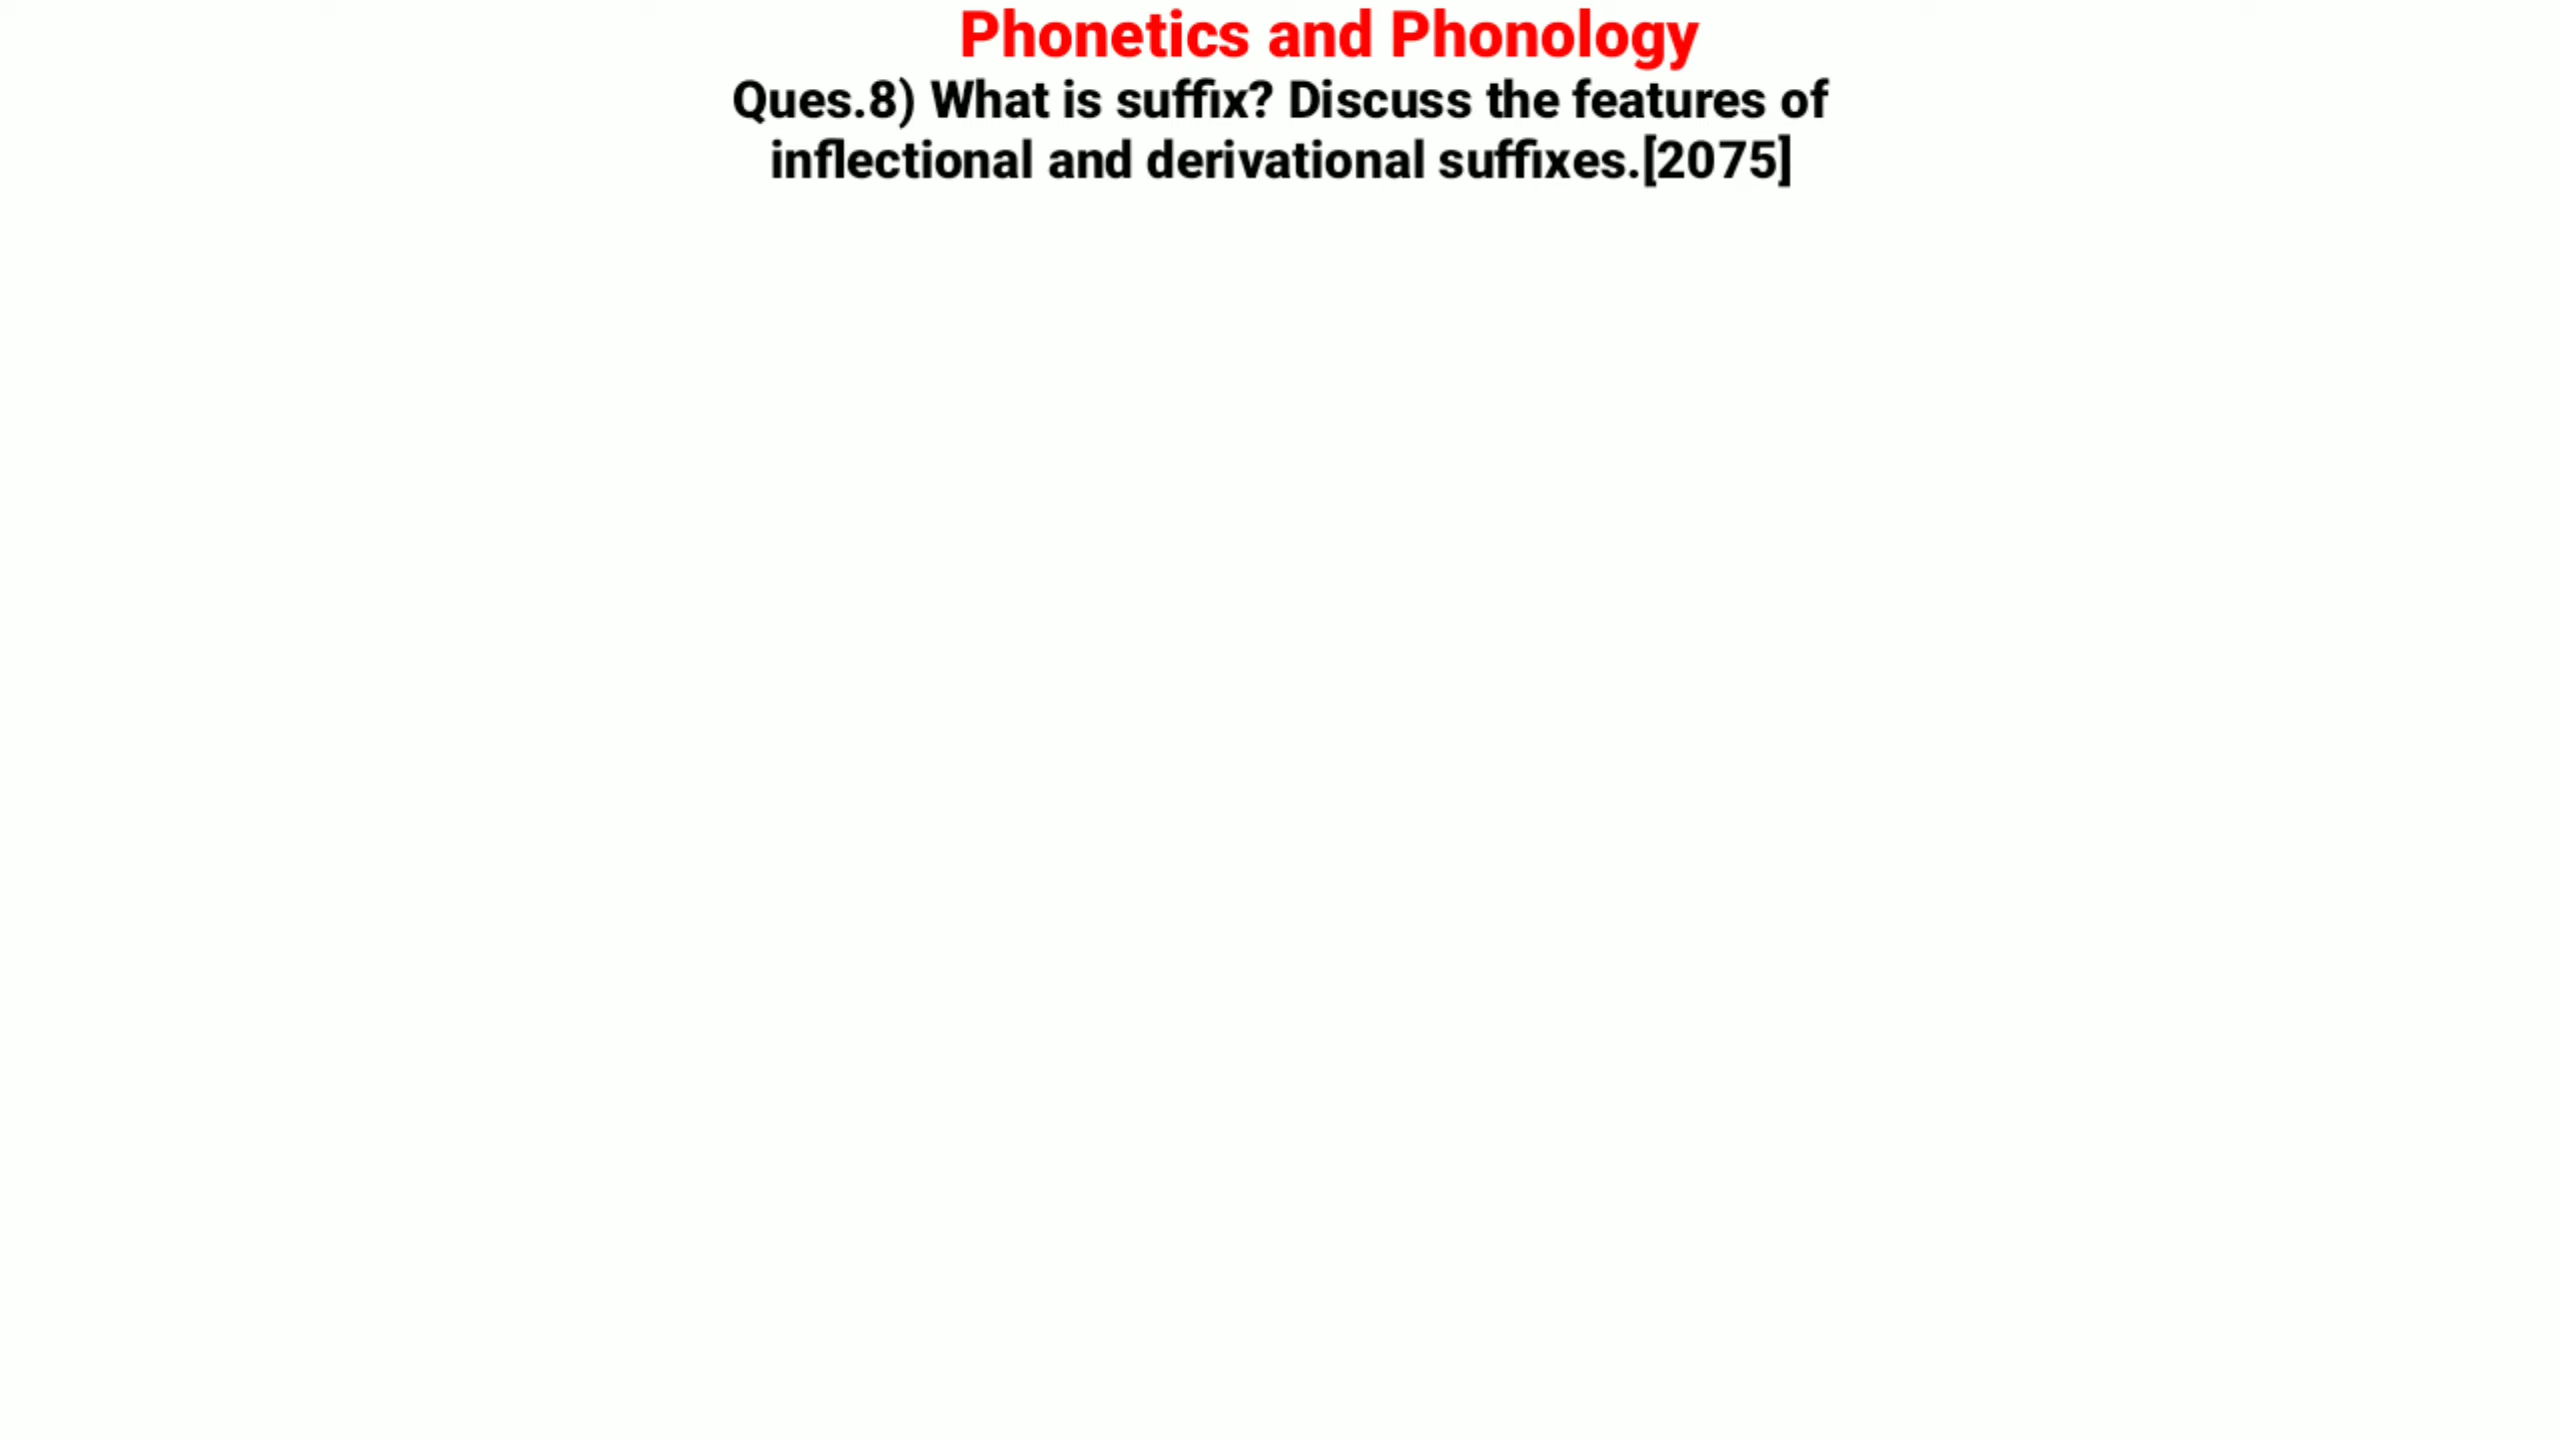 Phonetics and Phonology
Ques.8) What is suffix? Discuss the features of
inflectional and derivational suffixes.[2075]